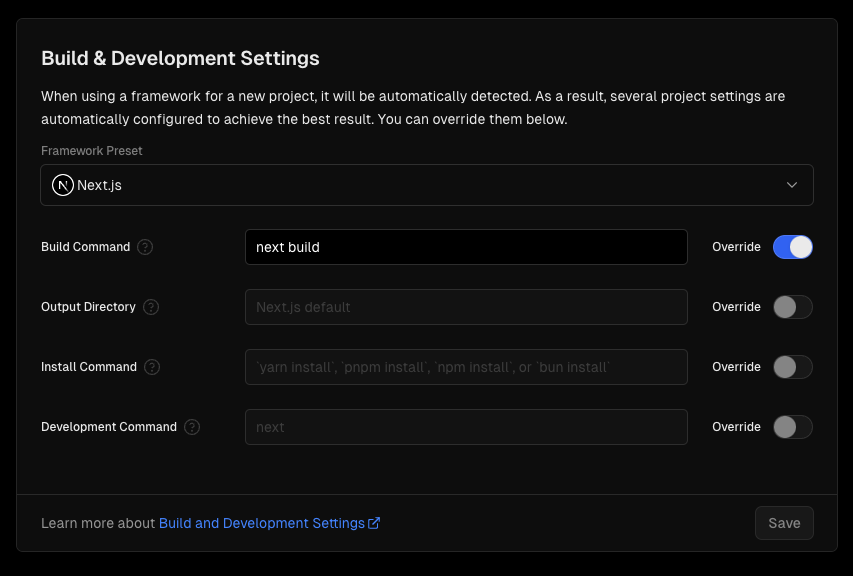 Build & Development Settings
When using a framework for a new project, it will be automatically detected. As a result, several project settings are
automatically configured to achieve the best result. You can override them below.
Framework Preset
N Next.js
Build Command ? next build Override
Output Directory ? Next.js default Override
Install Command ? `yarn install`, `pnpm install`, `npm install`, or `bun install` Override
Development Command ? next Override
Learn more about Build and Development Settings Save